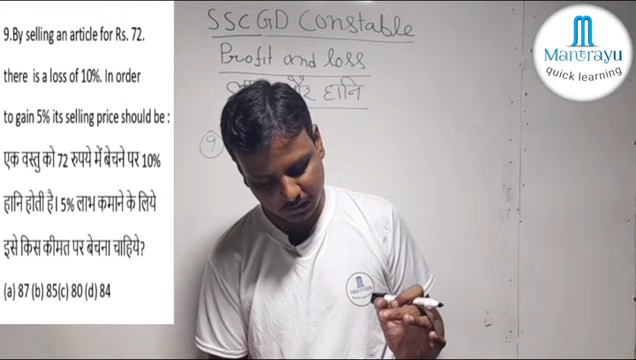 9.By selling an article for Rs. 72.
there is a loss of 10%. In order
to gain 5% its selling price should be :
एक वस्तु को 72 रुपये में बेचने पर 10%
हानि होती है। 5% लाभ कमाने के लिये
इसे किस कीमत पर बेचना चाहिये?
(a) 87 (b) 85(c) 80 (d) 84
SSC GD Constable
Profit and loss
हानि
9
Mantrayu
quick learning